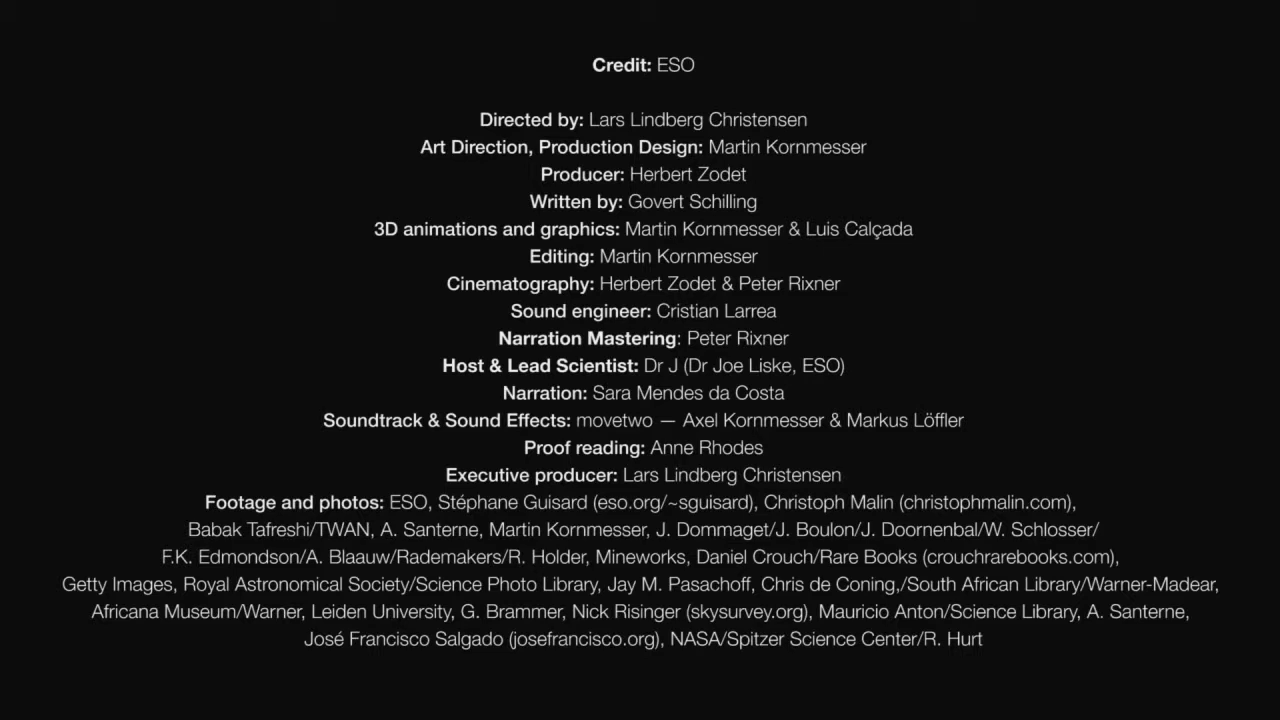 Credit: ESO
Directed by: Lars Lindberg Christensen
Art Direction, Production Design: Martin Kornmesser
Producer: Herbert Zodet
Written by: Govert Schilling
3D animations and graphics: Martin Kornmesser & Luis Calçada
Editing: Martin Kornmesser
Cinematography: Herbert Zodet & Peter Rixner
Sound engineer: Cristian Larrea
Narration Mastering: Peter Rixner
Host & Lead Scientist: Dr J (Dr Joe Liske, ESO)
Narration: Sara Mendes da Costa
Soundtrack & Sound Effects: movetwo — Axel Kornmesser & Markus Löffler
Proof reading: Anne Rhodes
Executive producer: Lars Lindberg Christensen
Footage and photos: ESO, Stéphane Guisard (eso.org/~sguisard), Christoph Malin (christophmalin.com),
Babak Tafreshi/TWAN, A. Santerne, Martin Kornmesser, J. Dommaget/J. Boulon/J. Doornenbal/W. Schlosser/
F.K. Edmondson/A. Blaauw/Rademakers/R. Holder, Mineworks, Daniel Crouch/Rare Books (crouchrarebooks.com),
Getty Images, Royal Astronomical Society/Science Photo Library, Jay M. Pasachoff, Chris de Coning,/South African Library/Warner-Madear,
Africana Museum/Warner, Leiden University, G. Brammer, Nick Risinger (skysurvey.org), Mauricio Anton/Science Library, A. Santerne,
José Francisco Salgado (josefrancisco.org), NASA/Spitzer Science Center/R. Hurt